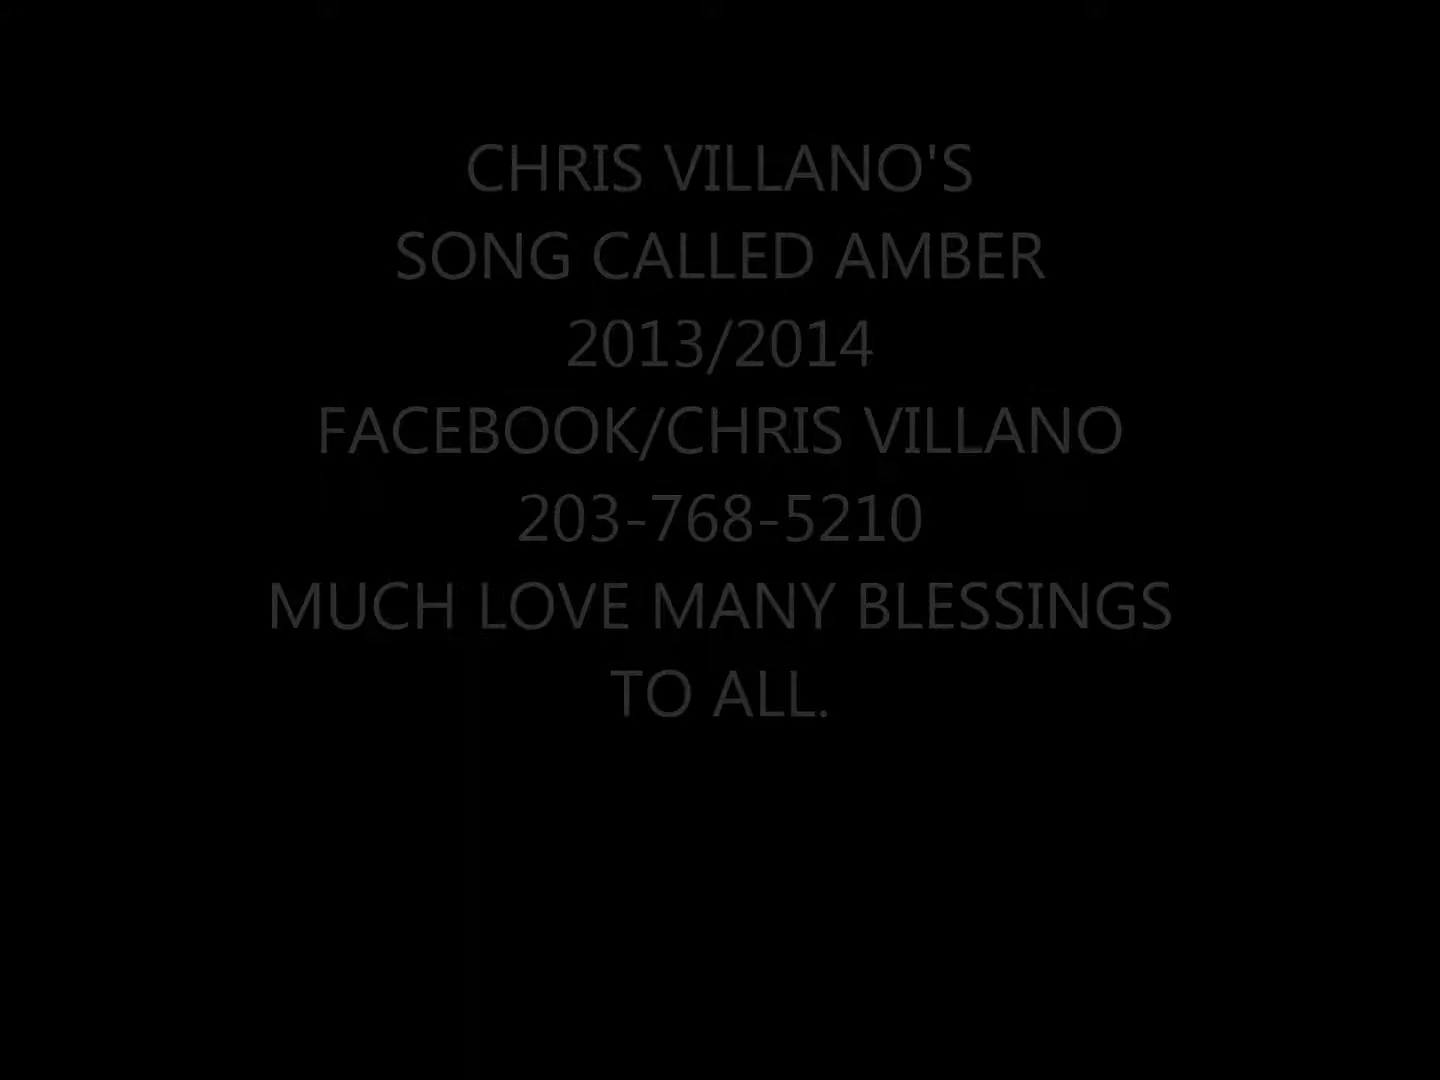 CHRIS VILLANO'S
SONG CALLED AMBER
2013/2014
FACEBOOK/CHRIS VILLANO
203-768-5210
MUCH LOVE MANY BLESSINGS
TO ALL.